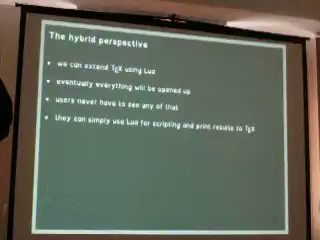 The hybrid perspective
• we can extend TEX using Lua
• eventually everything will be opened up
• users never have to see any of that
• they can simply use Lua for scripting and print results to TEX